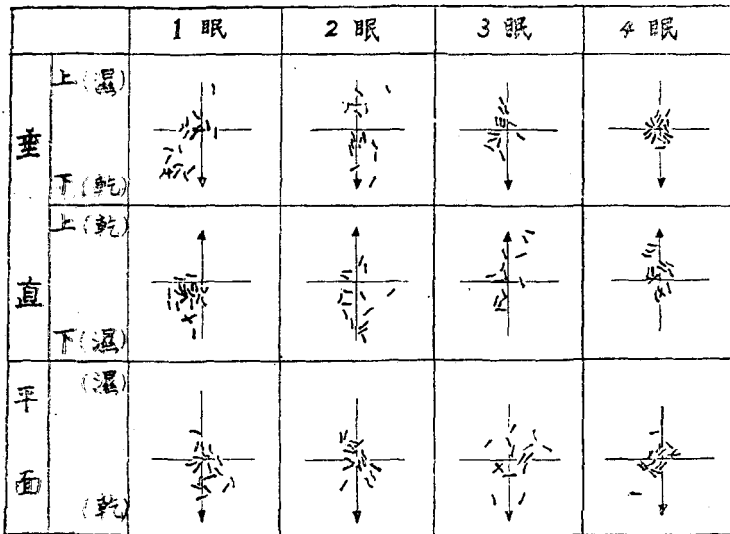 1 眠 2 眠 3 眠 4 眠
垂直
上(濕)
下(乾)
上(乾)
下(濕)
平面
(濕)
(乾)